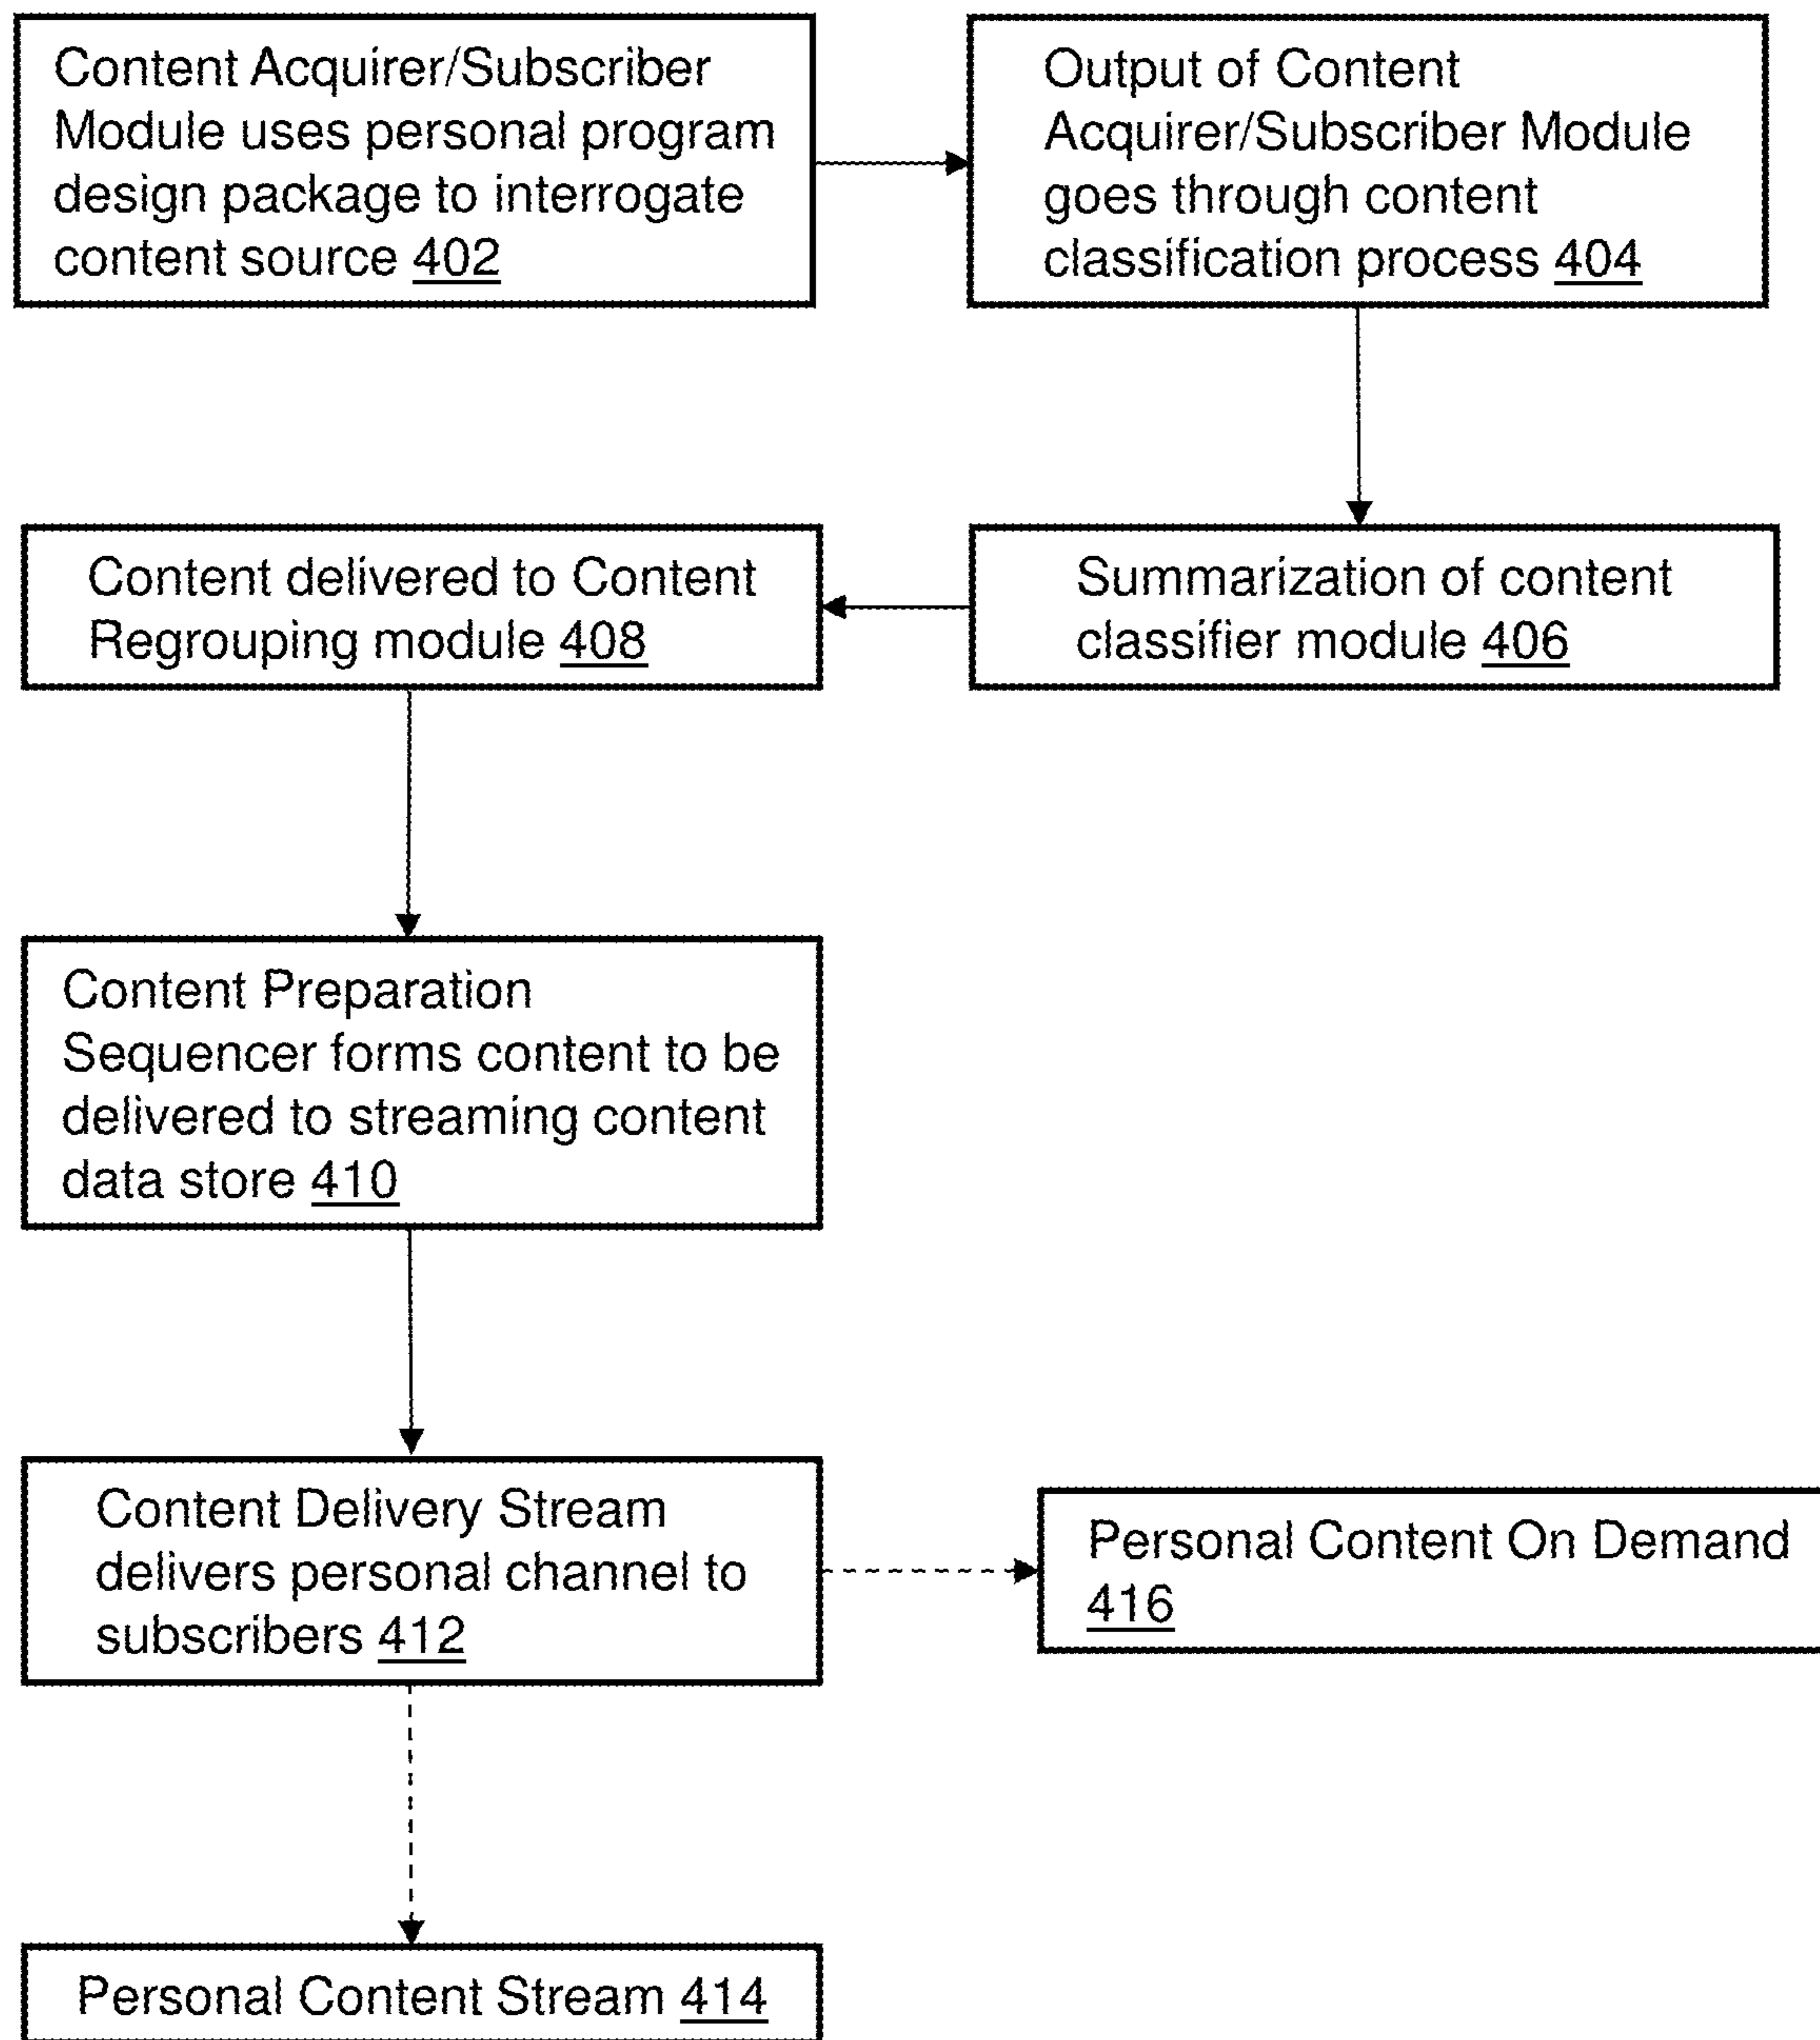 Content Acquirer/Subscriber
Module uses personal program
design package to interrogate
content source 402
Output of Content
Acquirer/Subscriber Module
goes through content
classification process 404
Summarization of content
classifier module 406
Content delivered to Content
Regrouping module 408
Content Preparation
Sequencer forms content to be
delivered to streaming content
data store 410
Content Delivery Stream
delivers personal channel to
subscribers 412
Personal Content On Demand
416
Personal Content Stream 414